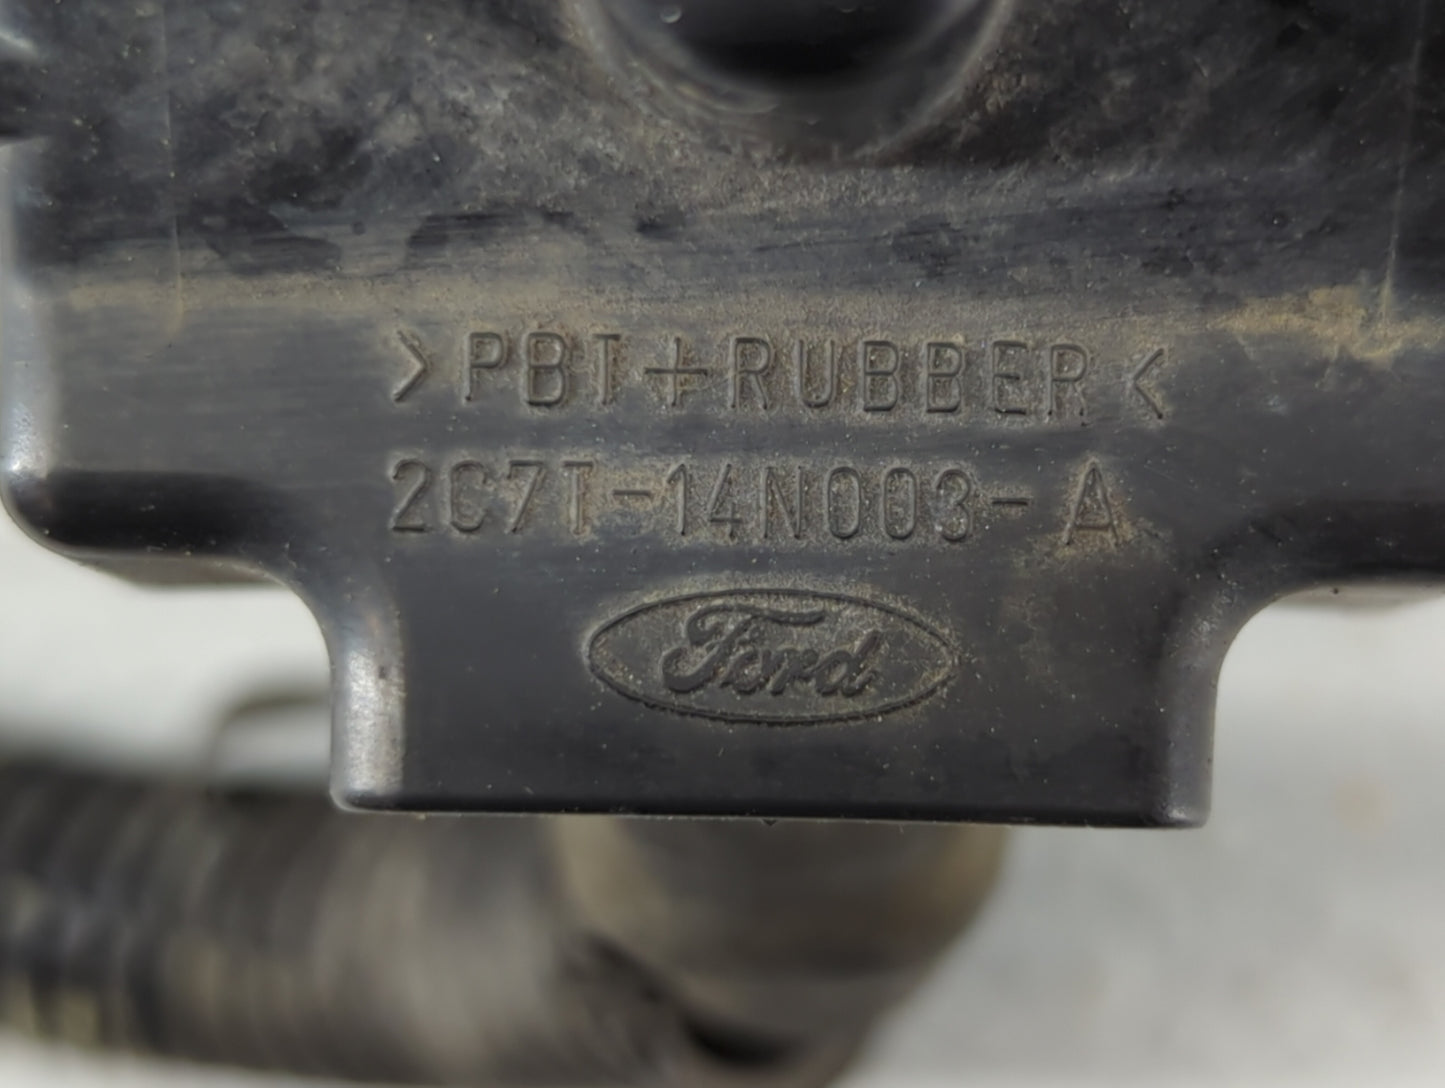 >PBT+RUBBER<
2C7T-14N003-A
Ford